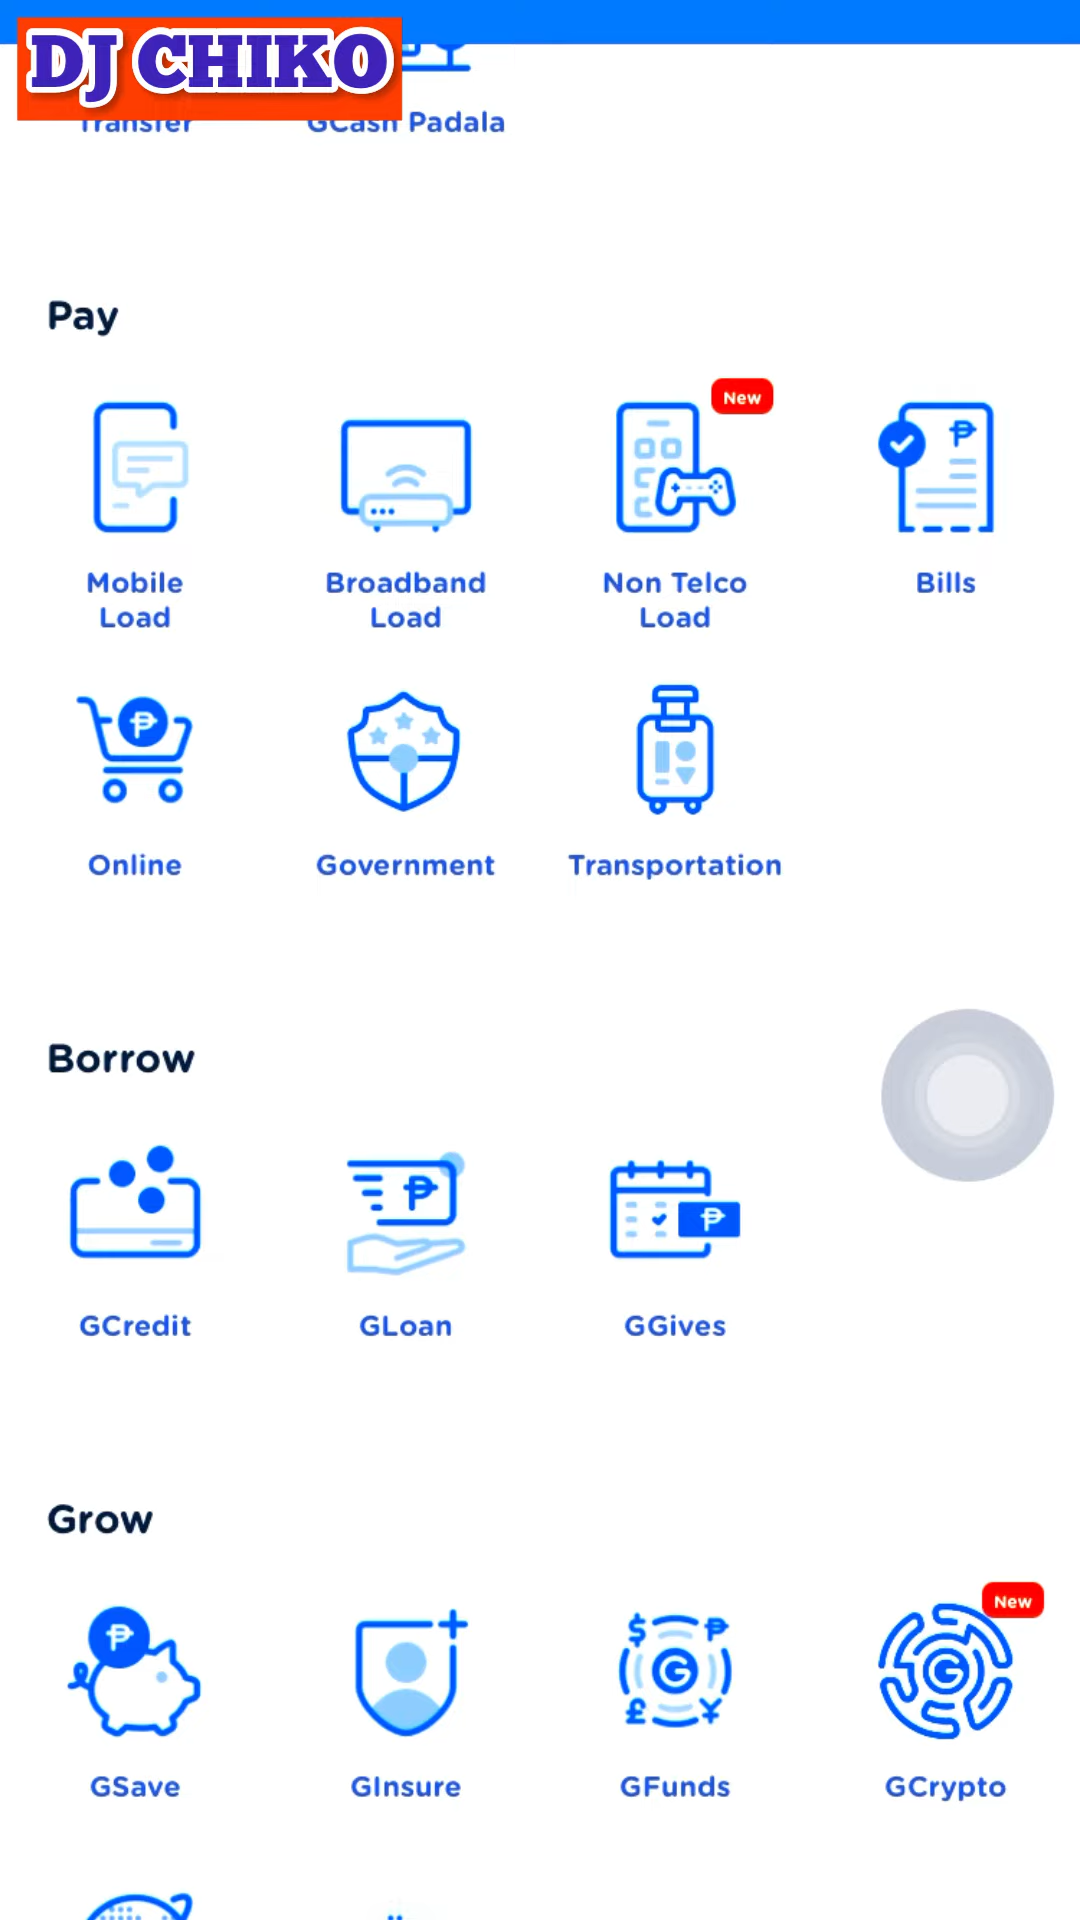 DJ CHIKO
Transfer
GCash Padala
Pay
New
Mobile
Load
Broadband
Load
Non Telco
Load
Bills
Online
Government
Transportation
Borrow
GCredit
GLoan
GGives
Grow
New
GSave
GInsure
GFunds
GCrypto